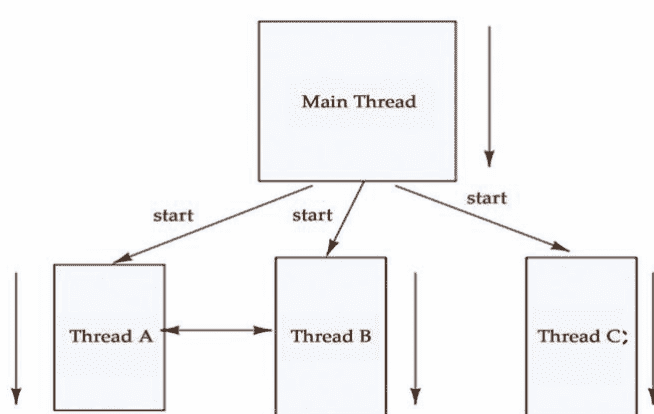 Main Thread
start
start
start
Thread A
Thread B
Thread C;